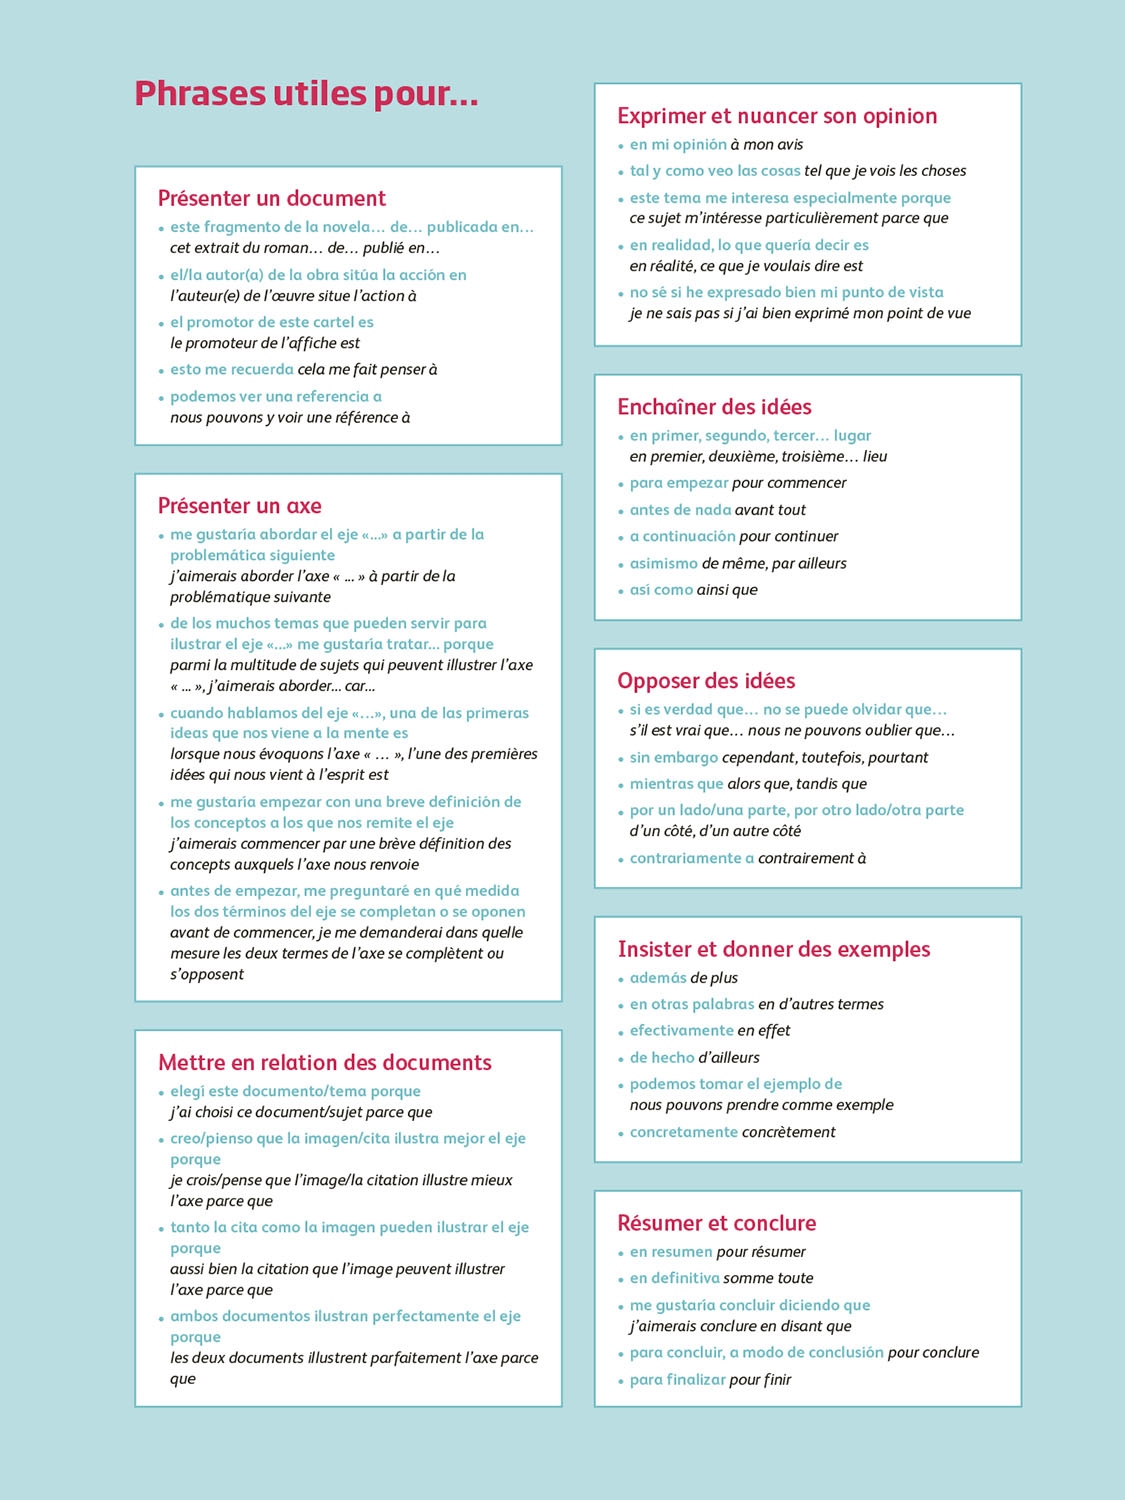 Phrases utiles pour...
Présenter un document
• este fragmento de la novela… de… publicada en…
cet extrait du roman… de… publié en…
• el/la autor(a) de la obra sitúa la acción en
l'auteur(e) de l'œuvre situe l'action à
• el promotor de este cartel es
le promoteur de l'affiche est
• esto me recuerda cela me fait penser à
• podemos ver una referencia a
nous pouvons y voir une référence à
Présenter un axe
• me gustaría abordar el eje «...» a partir de la
problemática siguiente
j'aimerais aborder l'axe « ... » à partir de la
problématique suivante
• de los muchos temas que pueden servir para
ilustrar el eje «...» me gustaría tratar... porque
parmi la multitude de sujets qui peuvent illustrer l'axe
« ... », j'aimerais aborder... car...
• cuando hablamos del eje «…», una de las primeras
ideas que nos viene a la mente es
lorsque nous évoquons l'axe « … », l'une des premières
idées qui nous vient à l'esprit est
• me gustaría empezar con una breve definición de
los conceptos a los que nos remite el eje
j'aimerais commencer par une brève définition des
concepts auxquels l'axe nous renvoie
• antes de empezar, me preguntaré en qué medida
los dos términos del eje se completan o se oponen
avant de commencer, je me demanderai dans quelle
mesure les deux termes de l'axe se complètent ou
s'opposent
Mettre en relation des documents
• elegí este documento/tema porque
j'ai choisi ce document/sujet parce que
• creo/pienso que la imagen/cita ilustra mejor el eje
porque
je crois/pense que l'image/la citation illustre mieux
l'axe parce que
• tanto la cita como la imagen pueden ilustrar el eje
porque
aussi bien la citation que l'image peuvent illustrer
l'axe parce que
• ambos documentos ilustran perfectamente el eje
porque
les deux documents illustrent parfaitement l'axe parce
que
Exprimer et nuancer son opinion
• en mi opinión à mon avis
• tal y como veo las cosas tel que je vois les choses
• este tema me interesa especialmente porque
ce sujet m'intéresse particulièrement parce que
• en realidad, lo que quería decir es
en réalité, ce que je voulais dire est
• no sé si he expresado bien mi punto de vista
je ne sais pas si j'ai bien exprimé mon point de vue
Enchaîner des idées
• en primer, segundo, tercer… lugar
en premier, deuxième, troisième… lieu
• para empezar pour commencer
• antes de nada avant tout
• a continuación pour continuer
• asimismo de même, par ailleurs
• así como ainsi que
Opposer des idées
• si es verdad que… no se puede olvidar que…
s'il est vrai que… nous ne pouvons oublier que…
• sin embargo cependant, toutefois, pourtant
• mientras que alors que, tandis que
• por un lado/una parte, por otro lado/otra parte
d'un côté, d'un autre côté
• contrariamente a contrairement à
Insister et donner des exemples
• además de plus
• en otras palabras en d'autres termes
• efectivamente en effet
• de hecho d'ailleurs
• podemos tomar el ejemplo de
nous pouvons prendre comme exemple
• concretamente concrètement
Résumer et conclure
• en resumen pour résumer
• en definitiva somme toute
• me gustaría concluir diciendo que
j'aimerais conclure en disant que
• para concluir, a modo de conclusión pour conclure
• para finalizar pour finir